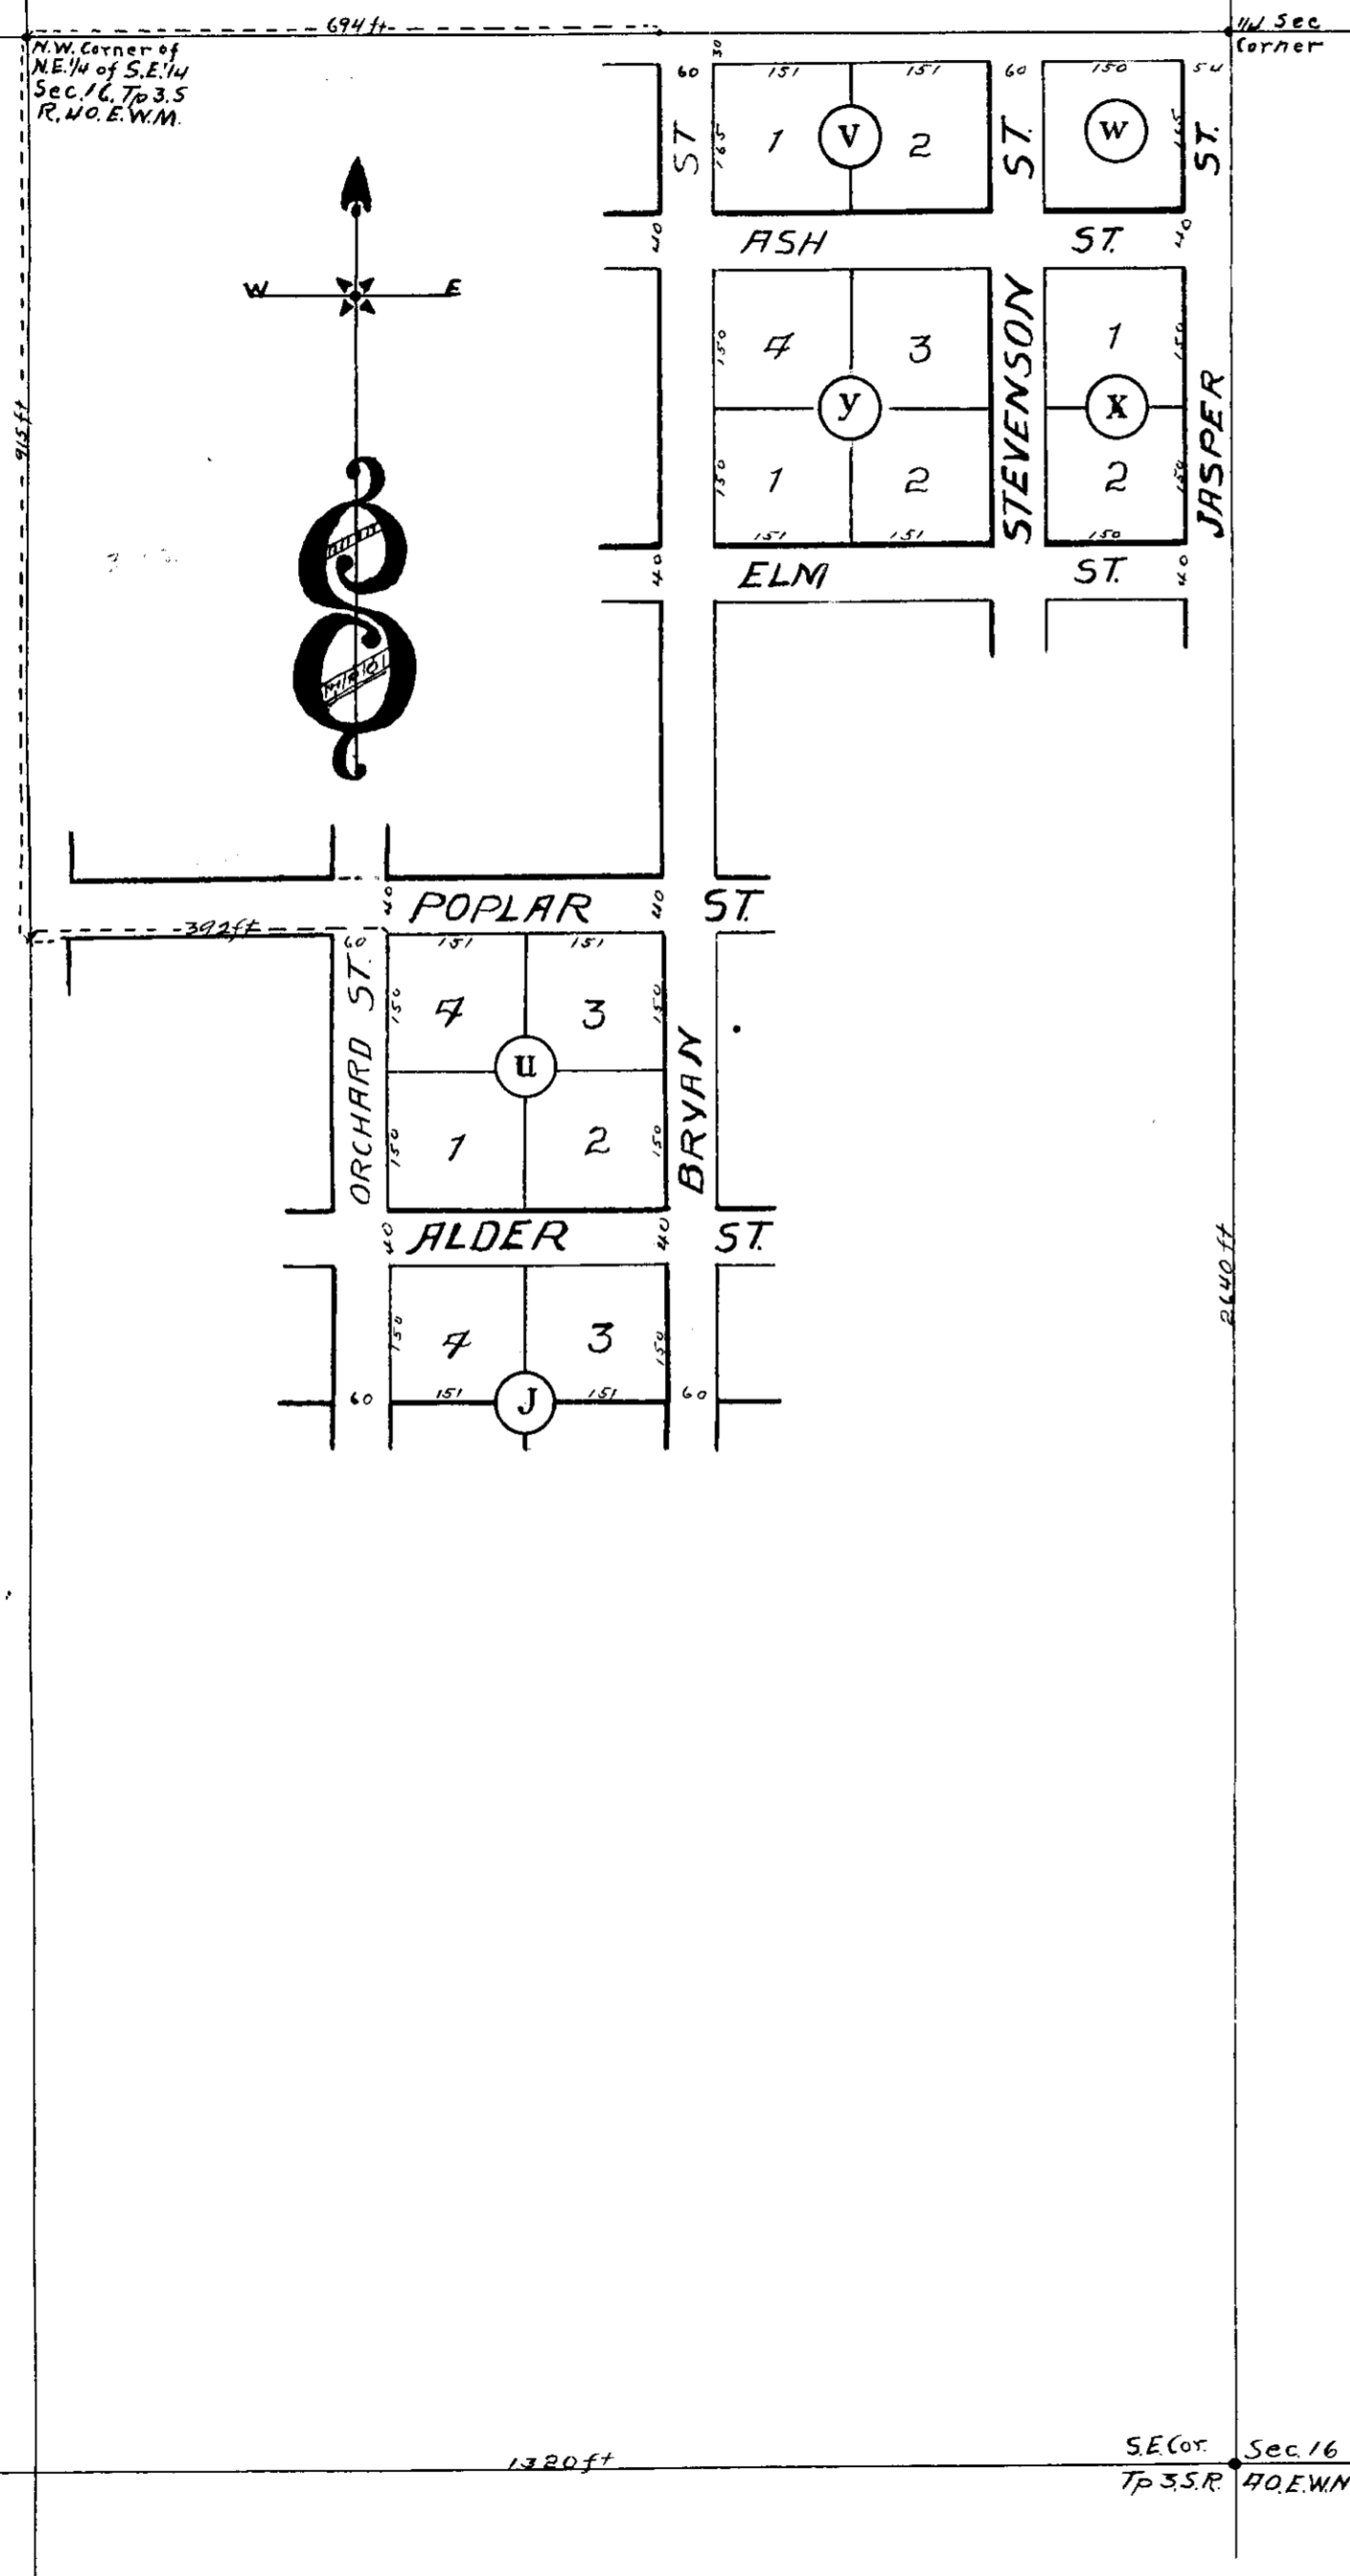 694 ft
N.W. Corner of
N.E.1/4 of S.E.1/4
Sec. 16. Tp 3.S
R. 40. E.W.M.
1/4 Sec
Corner
30
60 151 151 60 150 54
ST 165 1 V 2 ST. W 165 ST.
40 ASH ST. 40
W E
915 ft
150 4 3 STEVENSON 1 150
Y X JASPER
150 1 2 2 150
151 151 150
40 ELM ST. 40
40 POPLAR 40 ST.
392 ft
60 151 151
ORCHARD ST. 150 4 3 150
U BRYAN
150 1 2 150
40 ALDER 40 ST.
2640 ft
150 4 3 150
60 151 J 151 60
1320 ft
S.E. Cor. Sec. 16
Tp 3.S.R. 40.E.W.M